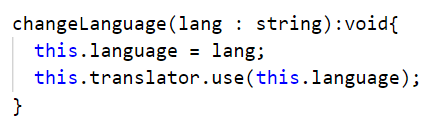 changeLanguage(lang : string):void{
  this.language = lang;
  this.translator.use(this.language);
}